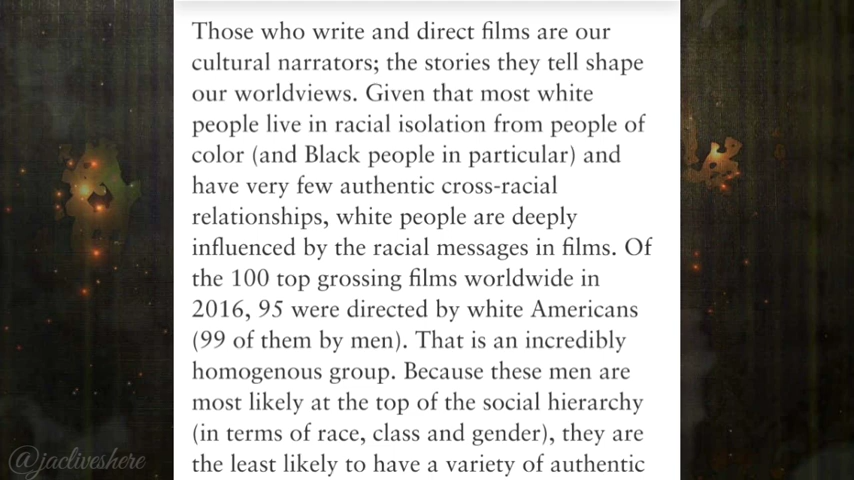 Those who write and direct films are our
cultural narrators; the stories they tell shape
our worldviews. Given that most white
people live in racial isolation from people of
color (and Black people in particular) and
have very few authentic cross-racial
relationships, white people are deeply
influenced by the racial messages in films. Of
the 100 top grossing films worldwide in
2016, 95 were directed by white Americans
(99 of them by men). That is an incredibly
homogenous group. Because these men are
most likely at the top of the social hierarchy
(in terms of race, class and gender), they are
the least likely to have a variety of authentic
@jacliveshere